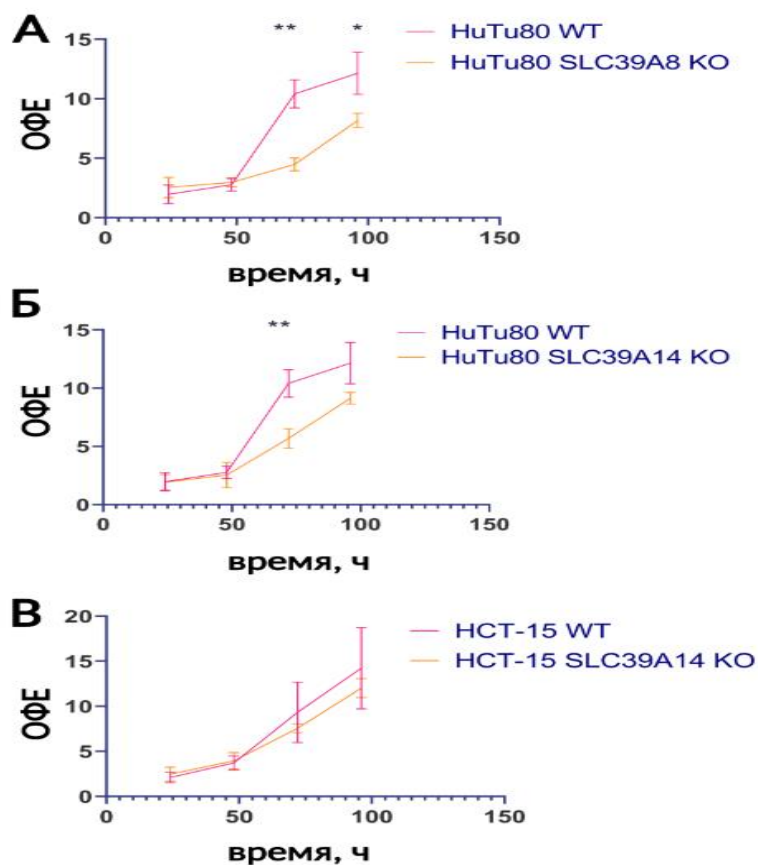 А
** *
HuTu80 WT
HuTu80 SLC39A8 KO
15
10
5
0
ОФЕ
0 50 100 150
время, ч
Б
**
HuTu80 WT
HuTu80 SLC39A14 KO
15
10
5
0
ОФЕ
0 50 100 150
время, ч
В
HCT-15 WT
HCT-15 SLC39A14 KO
20
15
10
5
0
ОФЕ
0 50 100 150
время, ч